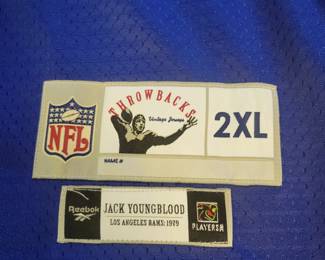 NFL
THROWBACKS
Vintage Jerseys
2XL
NAME #
Reebok
JACK YOUNGBLOOD
LOS ANGELES RAMS: 1979
PLAYERS